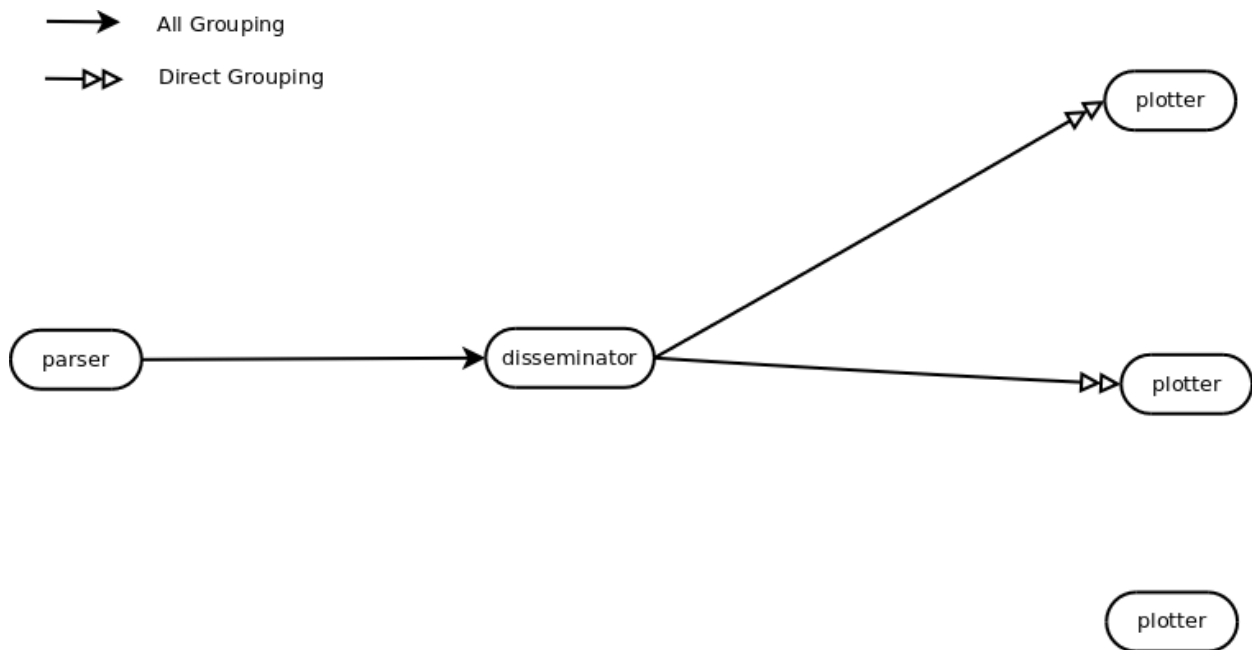 All Grouping
Direct Grouping
plotter
parser
disseminator
plotter
plotter